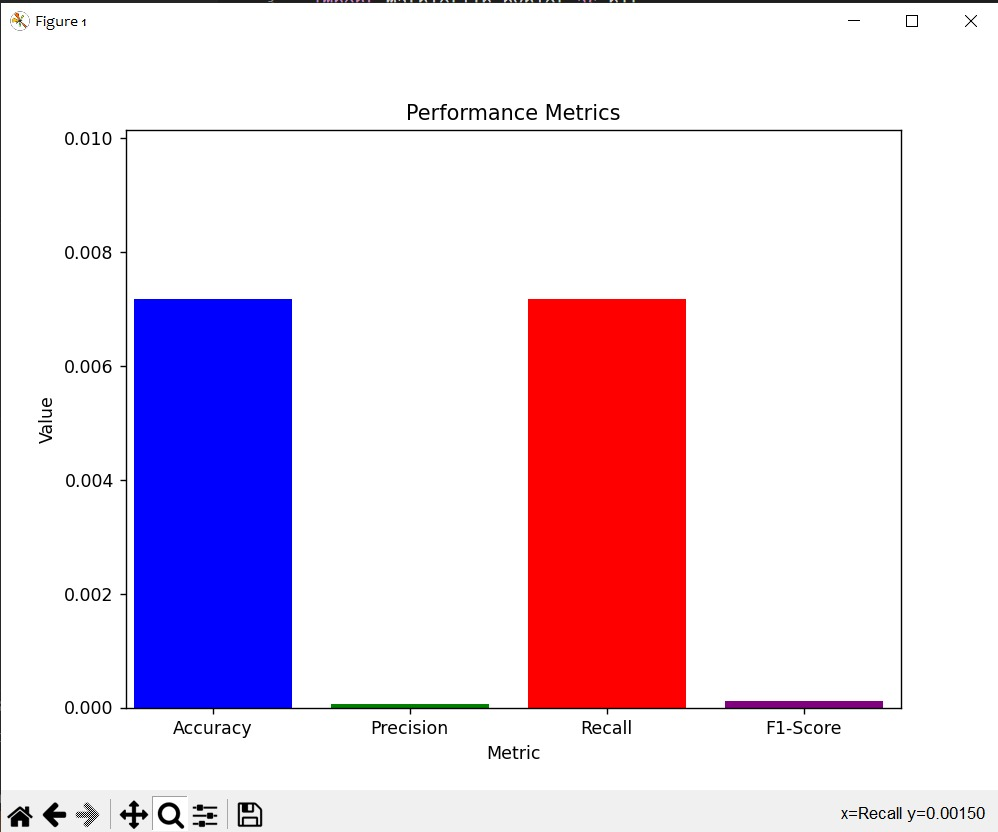 Figure 1
Performance Metrics
0.010
0.008
0.006
0.004
0.002
0.000
Value
Accuracy Precision Recall F1-Score
Metric
x=Recall y=0.00150